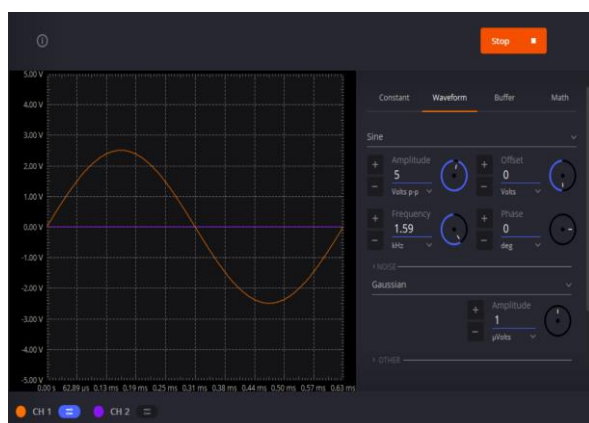 Stop
5.00 V
4.00 V
3.00 V
2.00 V
1.00 V
0.00 V
-1.00 V
-2.00 V
-3.00 V
-4.00 V
-5.00 V
0.00 s 62.89 µs 0.13 ms 0.19 ms 0.25 ms 0.31 ms 0.38 ms 0.44 ms 0.50 ms 0.57 ms 0.63 ms
Constant Waveform Buffer Math
Sine
Amplitude Offset
5 0
Volts p-p Volts
Frequency Phase
1.59 0
kHz deg
NOISE
Gaussian
Amplitude
1
µVolts
OTHER
CH 1 CH 2